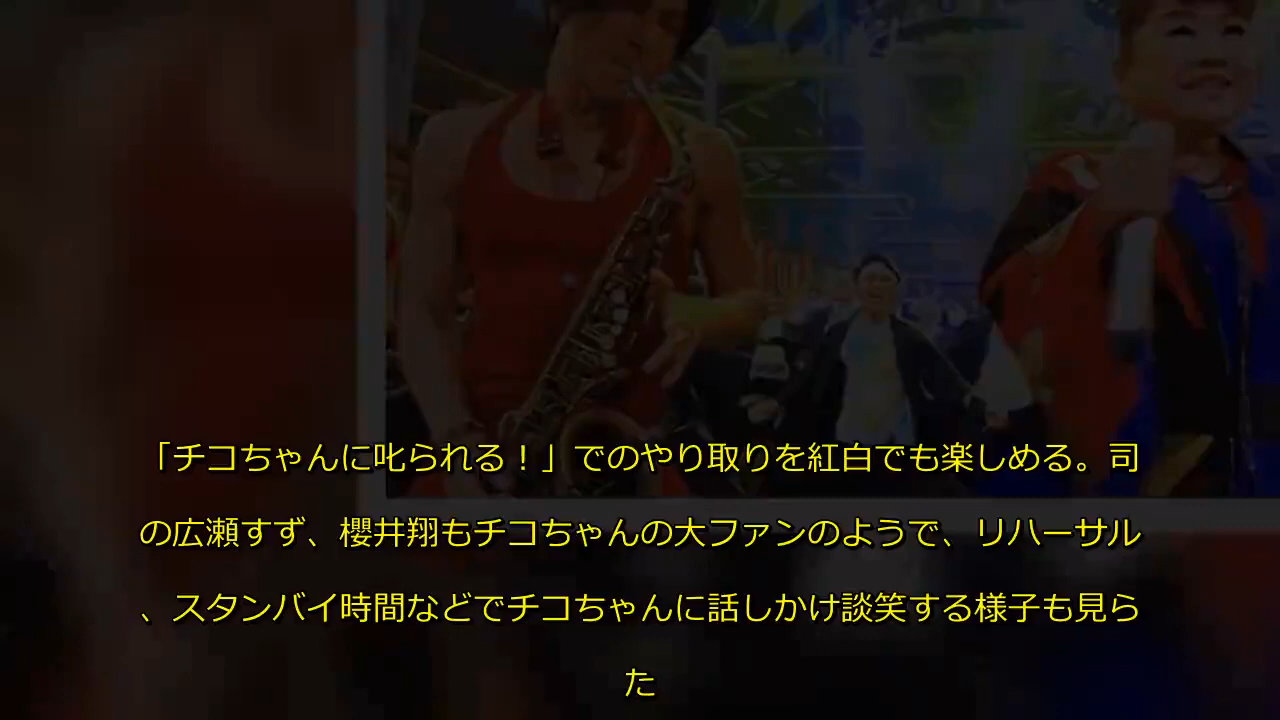 「チコちゃんに叱られる！」でのやり取りを紅白でも楽しめる。司
の広瀬すず、櫻井翔もチコちゃんの大ファンのようで、リハーサル
、スタンバイ時間などでチコちゃんに話しかけ談笑する様子も見ら
た